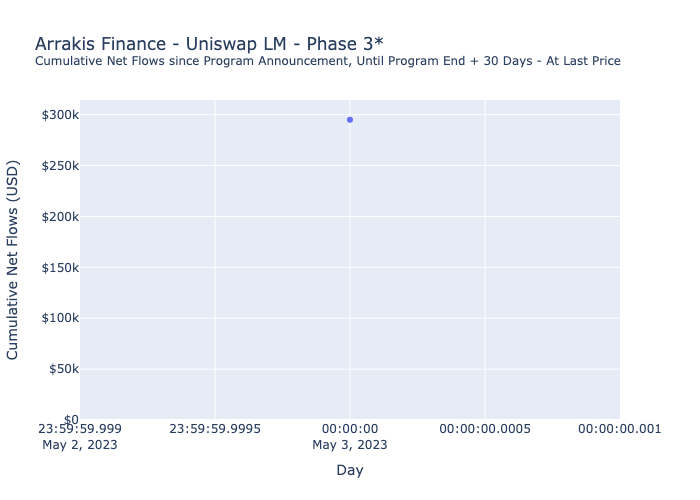 Arrakis Finance - Uniswap LM - Phase 3*
Cumulative Net Flows since Program Announcement, Until Program End + 30 Days - At Last Price
Cumulative Net Flows (USD)
$300k
$250k
$200k
$150k
$100k
$50k
$0
23:59:59.999 23:59:59.9995 00:00:00 00:00:00.0005 00:00:00.001
May 2, 2023 May 3, 2023
Day